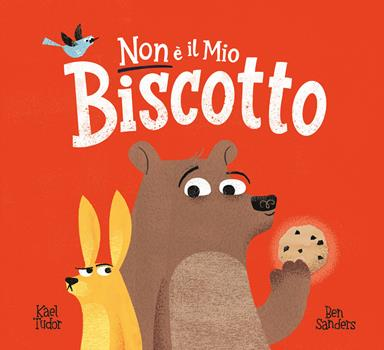 Non è il Mio
Biscotto
Kael
Tudor
Ben
Sanders